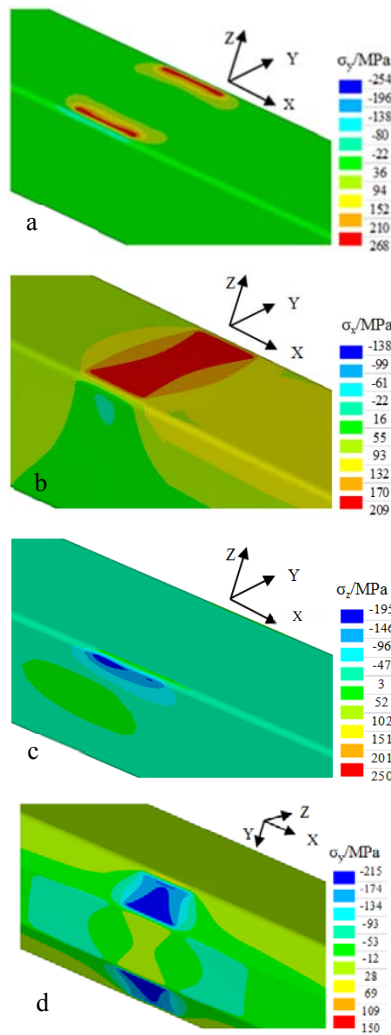 Z
Y
X
σy/MPa
-254
-196
-138
-80
-22
36
94
152
210
268
a
Z
Y
X
σx/MPa
-138
-99
-61
-22
16
55
93
132
170
209
b
Z
Y
X
σz/MPa
-195
-146
-96
-47
3
52
102
151
201
250
c
Z
Y
X
σy/MPa
-215
-174
-134
-93
-53
-12
28
69
109
150
d